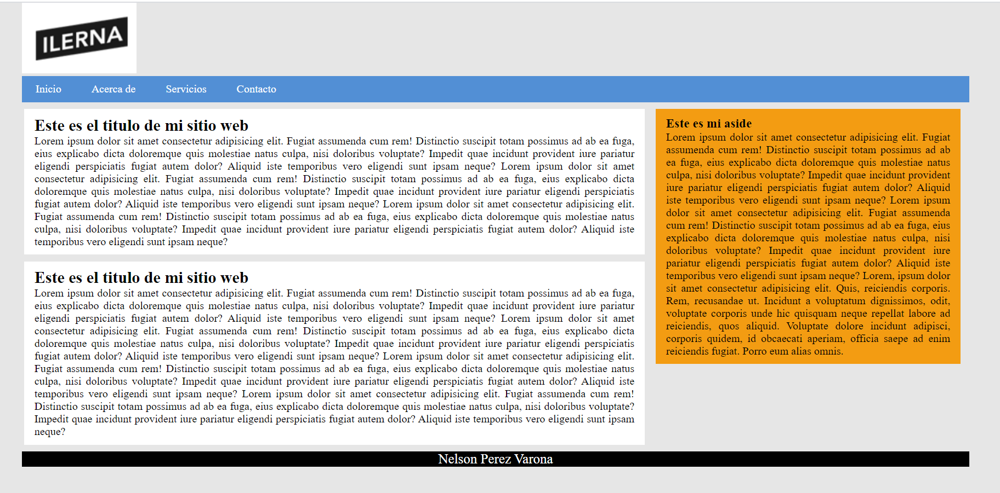 ILERNA
Inicio Acerca de Servicios Contacto
Este es el titulo de mi sitio web
Lorem ipsum dolor sit amet consectetur adipisicing elit. Fugiat assumenda cum rem! Distinctio suscipit totam possimus ad ab ea fuga,
eius explicabo dicta doloremque quis molestiae natus culpa, nisi doloribus voluptate? Impedit quae incidunt provident iure pariatur
eligendi perspiciatis fugiat autem dolor? Aliquid iste temporibus vero eligendi sunt ipsam neque? Lorem ipsum dolor sit amet
consectetur adipisicing elit. Fugiat assumenda cum rem! Distinctio suscipit totam possimus ad ab ea fuga, eius explicabo dicta
doloremque quis molestiae natus culpa, nisi doloribus voluptate? Impedit quae incidunt provident iure pariatur eligendi perspiciatis
fugiat autem dolor? Aliquid iste temporibus vero eligendi sunt ipsam neque? Lorem ipsum dolor sit amet consectetur adipisicing elit.
Fugiat assumenda cum rem! Distinctio suscipit totam possimus ad ab ea fuga, eius explicabo dicta doloremque quis molestiae natus
culpa, nisi doloribus voluptate? Impedit quae incidunt provident iure pariatur eligendi perspiciatis fugiat autem dolor? Aliquid iste
temporibus vero eligendi sunt ipsam neque?
Este es el titulo de mi sitio web
Lorem ipsum dolor sit amet consectetur adipisicing elit. Fugiat assumenda cum rem! Distinctio suscipit totam possimus ad ab ea fuga,
eius explicabo dicta doloremque quis molestiae natus culpa, nisi doloribus voluptate? Impedit quae incidunt provident iure pariatur
eligendi perspiciatis fugiat autem dolor? Aliquid iste temporibus vero eligendi sunt ipsam neque? Lorem ipsum dolor sit amet
consectetur adipisicing elit. Fugiat assumenda cum rem! Distinctio suscipit totam possimus ad ab ea fuga, eius explicabo dicta
doloremque quis molestiae natus culpa, nisi doloribus voluptate? Impedit quae incidunt provident iure pariatur eligendi perspiciatis
fugiat autem dolor? Aliquid iste temporibus vero eligendi sunt ipsam neque? Lorem ipsum dolor sit amet consectetur adipisicing elit.
Fugiat assumenda cum rem! Distinctio suscipit totam possimus ad ab ea fuga, eius explicabo dicta doloremque quis molestiae natus
culpa, nisi doloribus voluptate? Impedit quae incidunt provident iure pariatur eligendi perspiciatis fugiat autem dolor? Aliquid iste
temporibus vero eligendi sunt ipsam neque? Lorem ipsum dolor sit amet consectetur adipisicing elit. Fugiat assumenda cum rem!
Distinctio suscipit totam possimus ad ab ea fuga, eius explicabo dicta doloremque quis molestiae natus culpa, nisi doloribus voluptate?
Impedit quae incidunt provident iure pariatur eligendi perspiciatis fugiat autem dolor? Aliquid iste temporibus vero eligendi sunt ipsam
neque?
Este es mi aside
Lorem ipsum dolor sit amet consectetur adipisicing elit. Fugiat
assumenda cum rem! Distinctio suscipit totam possimus ad ab
ea fuga, eius explicabo dicta doloremque quis molestiae natus
culpa, nisi doloribus voluptate? Impedit quae incidunt provident
iure pariatur eligendi perspiciatis fugiat autem dolor? Aliquid
iste temporibus vero eligendi sunt ipsam neque? Lorem ipsum
dolor sit amet consectetur adipisicing elit. Fugiat assumenda
cum rem! Distinctio suscipit totam possimus ad ab ea fuga, eius
explicabo dicta doloremque quis molestiae natus culpa, nisi
doloribus voluptate? Impedit quae incidunt provident iure
pariatur eligendi perspiciatis fugiat autem dolor? Aliquid iste
temporibus vero eligendi sunt ipsam neque? Lorem, ipsum dolor
sit amet consectetur adipisicing elit. Quis, reiciendis corporis.
Rem, recusandae ut. Incidunt a voluptatum dignissimos, odit,
voluptate corporis unde hic quisquam neque repellat labore ad
reiciendis, quos aliquid. Voluptate dolore incidunt adipisci,
corporis quidem, id obcaecati aperiam, officia saepe ad enim
reiciendis fugiat. Porro eum alias omnis.
Nelson Perez Varona